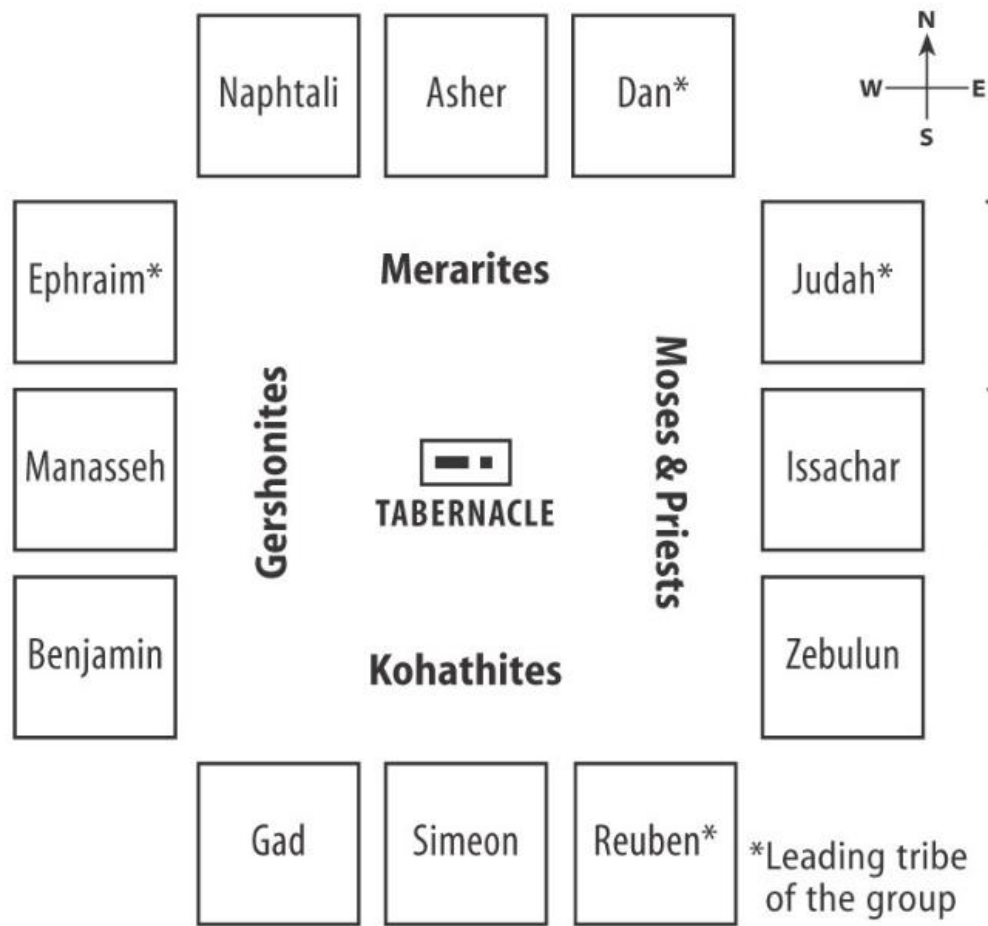 N
Naphtali
Asher
Dan*
W
E
S
Ephraim*
Merarites
Judah*
Manasseh
Gershonites
TABERNACLE
Moses & Priests
Issachar
Benjamin
Kohathites
Zebulun
Gad
Simeon
Reuben*
*Leading tribe
of the group